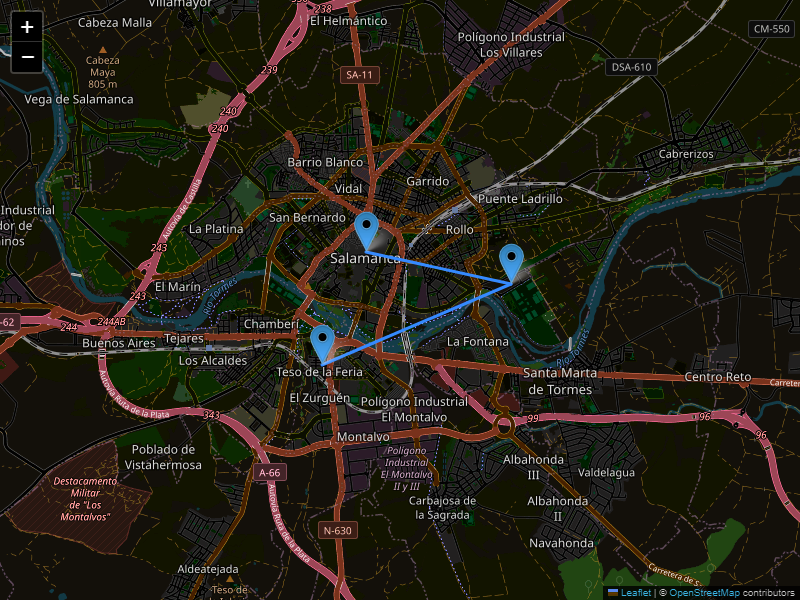 Villamayor
238
Cabeza Malla
El Helmántico
+
−
Polígono Industrial
Los Villares
CM-550
Cabeza
Maya
805 m
239
SA-11
DSA-610
Vega de Salamanca
240
240
Barrio Blanco
Garrido
Cabrerizos
Vidal
Autovía de Castilla
Puente Ladrillo
Industrial
San Bernardo
La Platina
Rollo
243
Salamanca
El Marín
243
Río Tormes
-62
244
244AB
Chamberí
Buenos Aires
Tejares
La Fontana
Río Tormes
Los Alcaldes
Teso de la Feria
Santa Marta
de Tormes
Centro Reto
Carretera
Autovía Ruta de la Plata
El Zurguén
Polígono Industrial
El Montalvo
343
99
96
96
Montalvo
Poblado de
Vistahermosa
Polígono
Industrial
El Montalvo
II y III
Albahonda
III
Valdelagua
A-66
Destacamento
Militar
de "Los
Montalvos"
Autovía Ruta de la Plata
Carbajosa de
la Sagrada
Albahonda
II
N-630
Navahonda
Aldeatejada
Teso de
Carretera de
Leaflet | © OpenStreetMap contributors